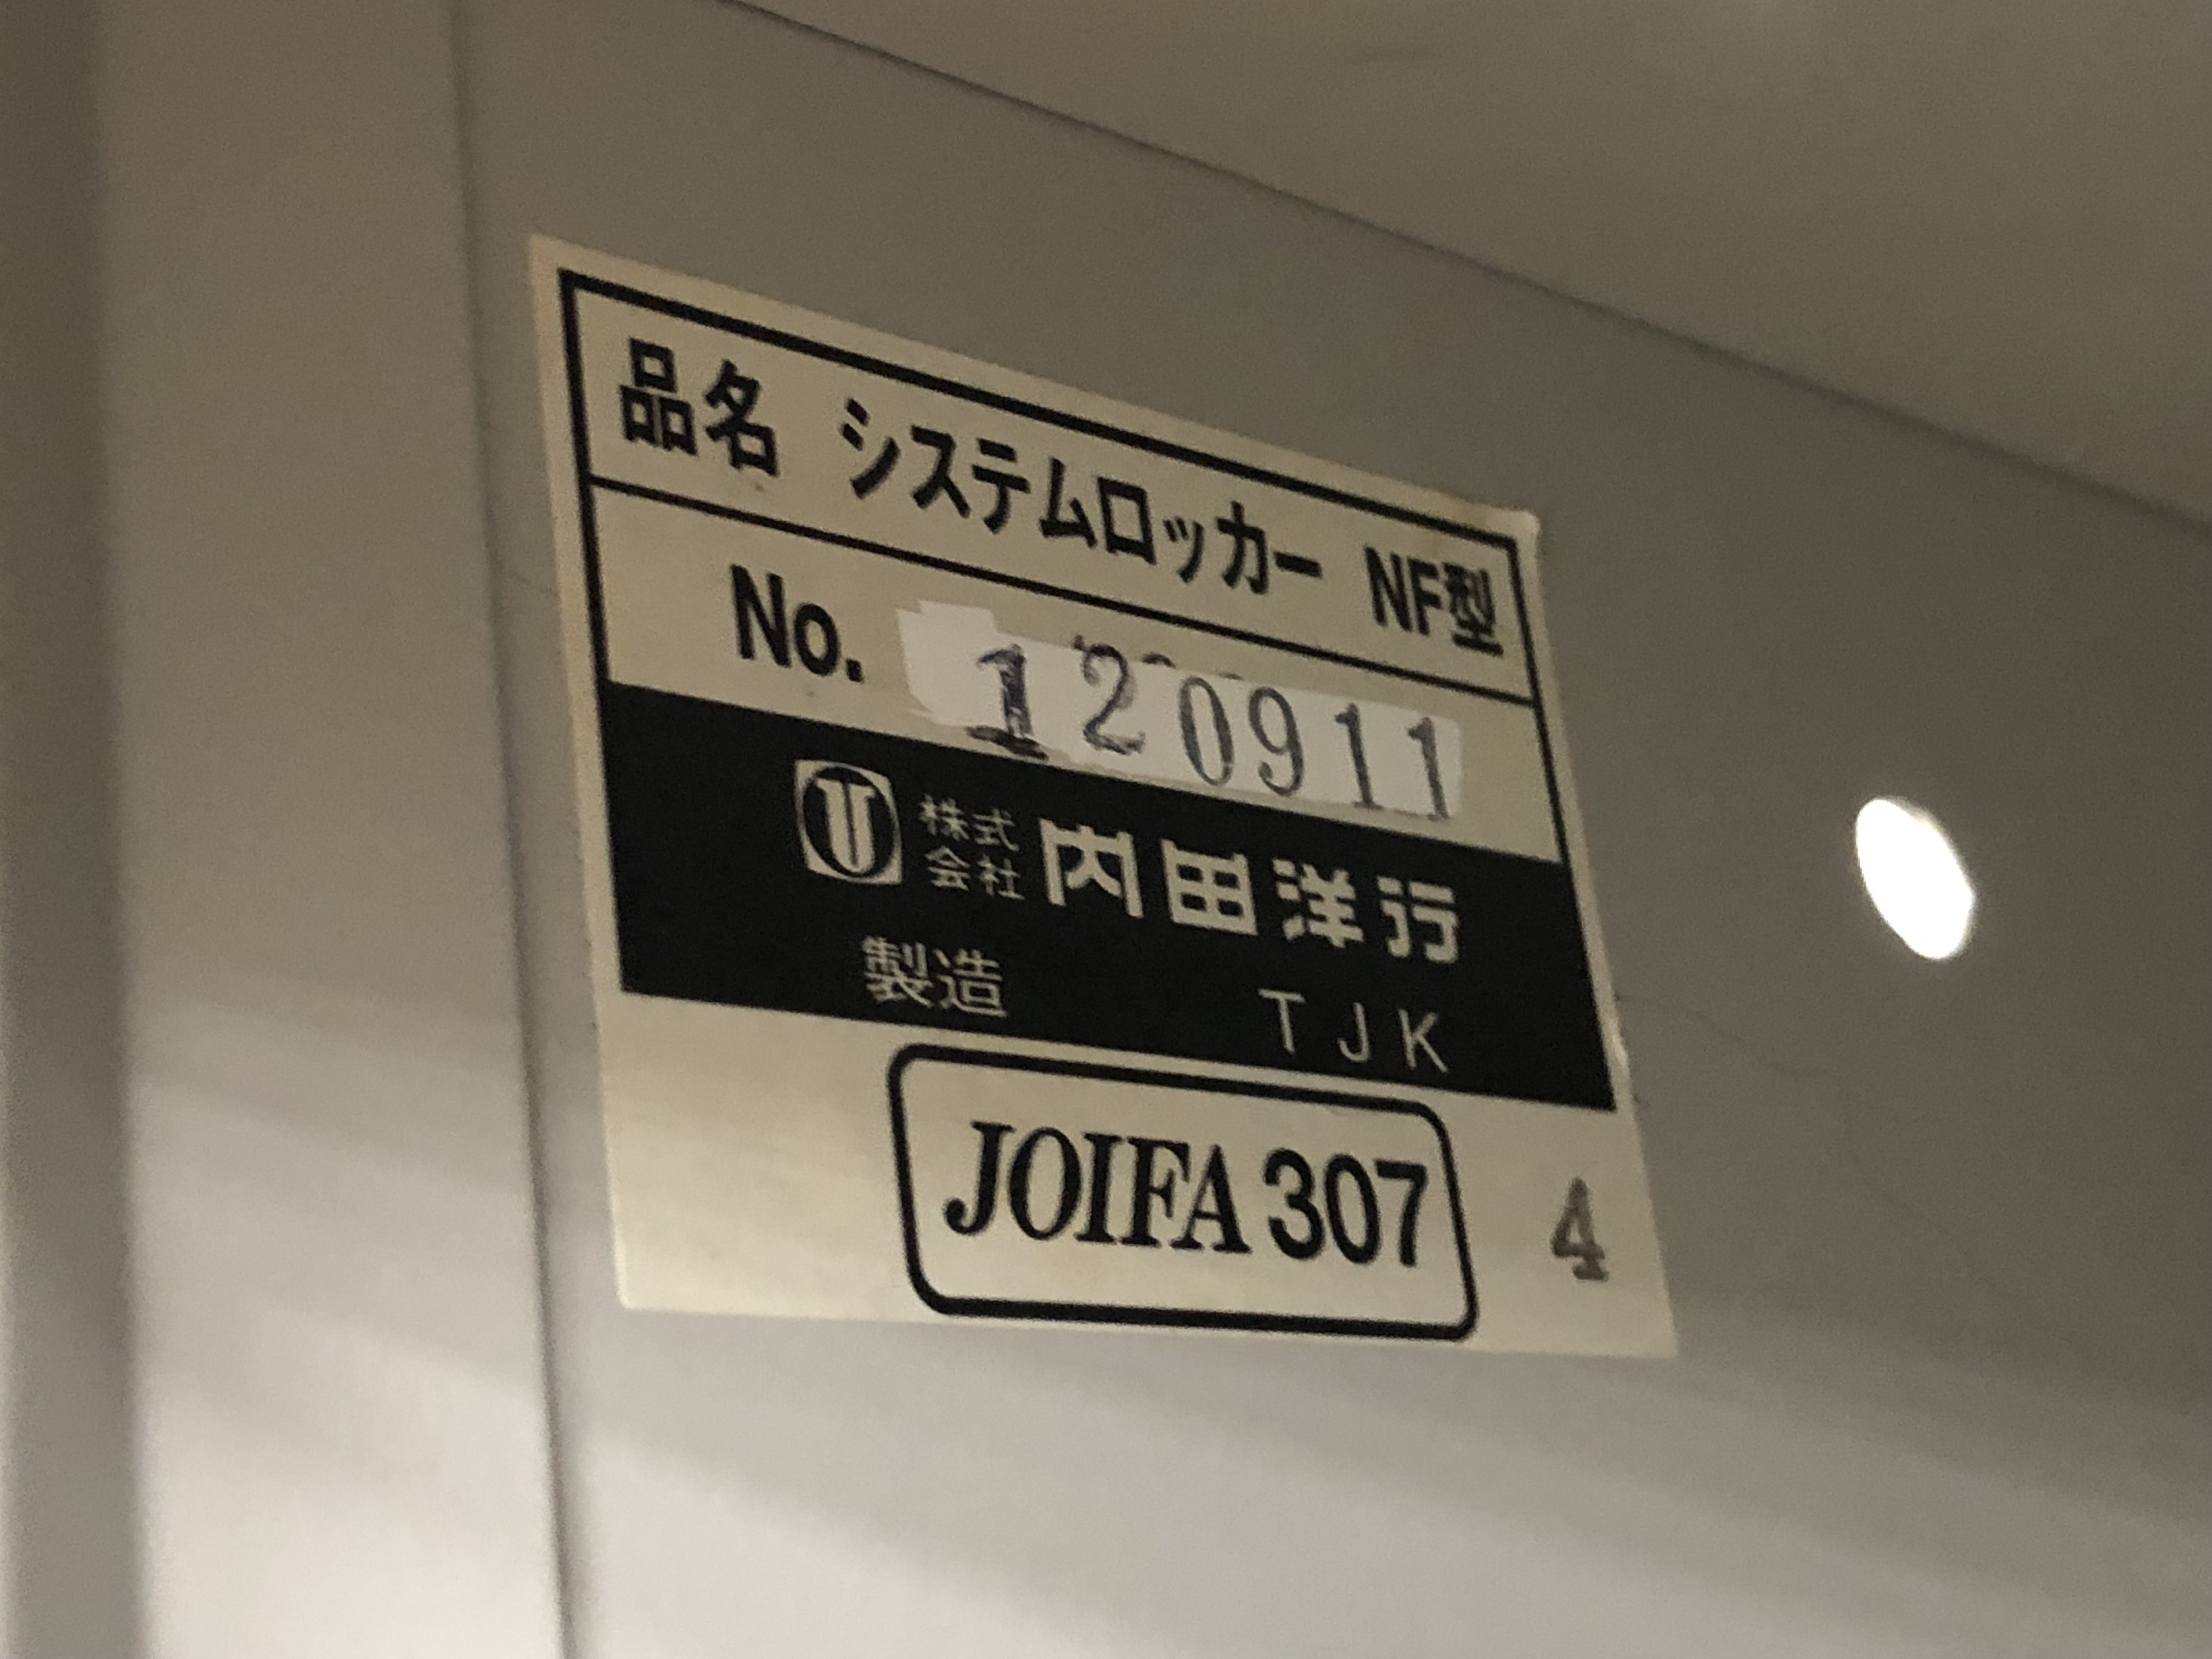 品名 システムロッカー NF型
No. 120911
株式会社 内田洋行
製造 TJK
JOIFA 307 4